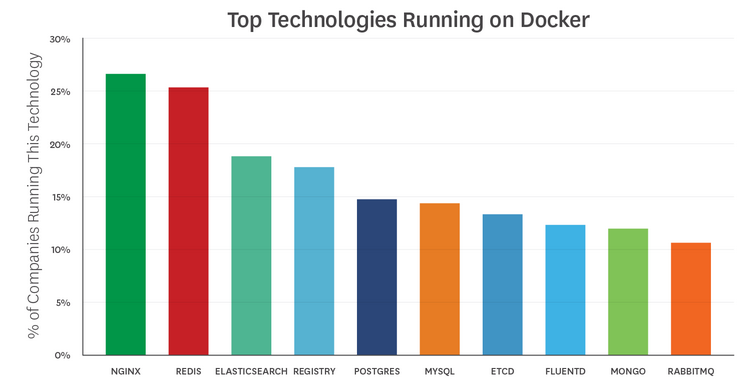 Top Technologies Running on Docker
% of Companies Running This Technology
30%
25%
20%
15%
10%
5%
0%
NGINX REDIS ELASTICSEARCH REGISTRY POSTGRES MYSQL ETCD FLUENTD MONGO RABBITMQ